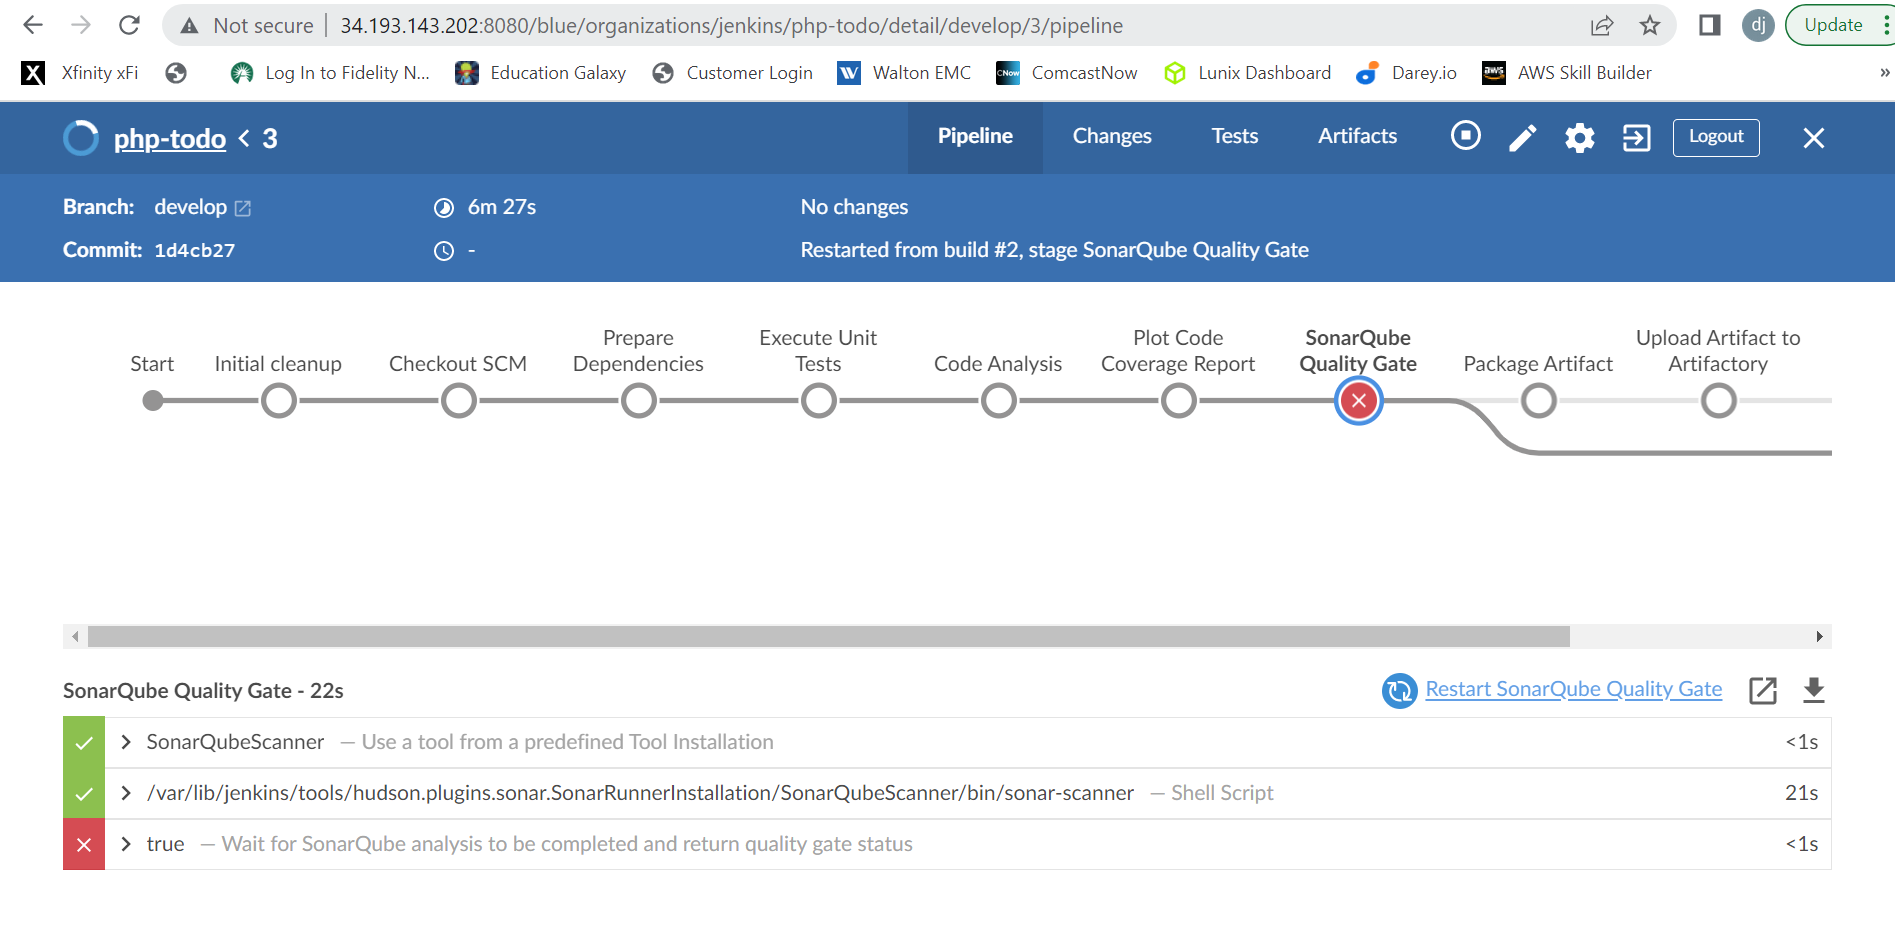 Not secure 34.193.143.202:8080/blue/organizations/jenkins/php-todo/detail/develop/3/pipeline dj Update
X Xfinity xFi Log In to Fidelity N... Education Galaxy Customer Login W Walton EMC CNow ComcastNow Lunix Dashboard Darey.io aws AWS Skill Builder »
php-todo < 3 Pipeline Changes Tests Artifacts Logout
Branch: develop 6m 27s No changes
Commit: 1d4cb27 - Restarted from build #2, stage SonarQube Quality Gate
Start
Initial cleanup
Checkout SCM
Prepare
Dependencies
Execute Unit
Tests
Code Analysis
Plot Code
Coverage Report
SonarQube
Quality Gate
Package Artifact
Upload Artifact to
Artifactory
SonarQube Quality Gate - 22s Restart SonarQube Quality Gate
SonarQubeScanner — Use a tool from a predefined Tool Installation <1s
/var/lib/jenkins/tools/hudson.plugins.sonar.SonarRunnerInstallation/SonarQubeScanner/bin/sonar-scanner — Shell Script 21s
true — Wait for SonarQube analysis to be completed and return quality gate status <1s